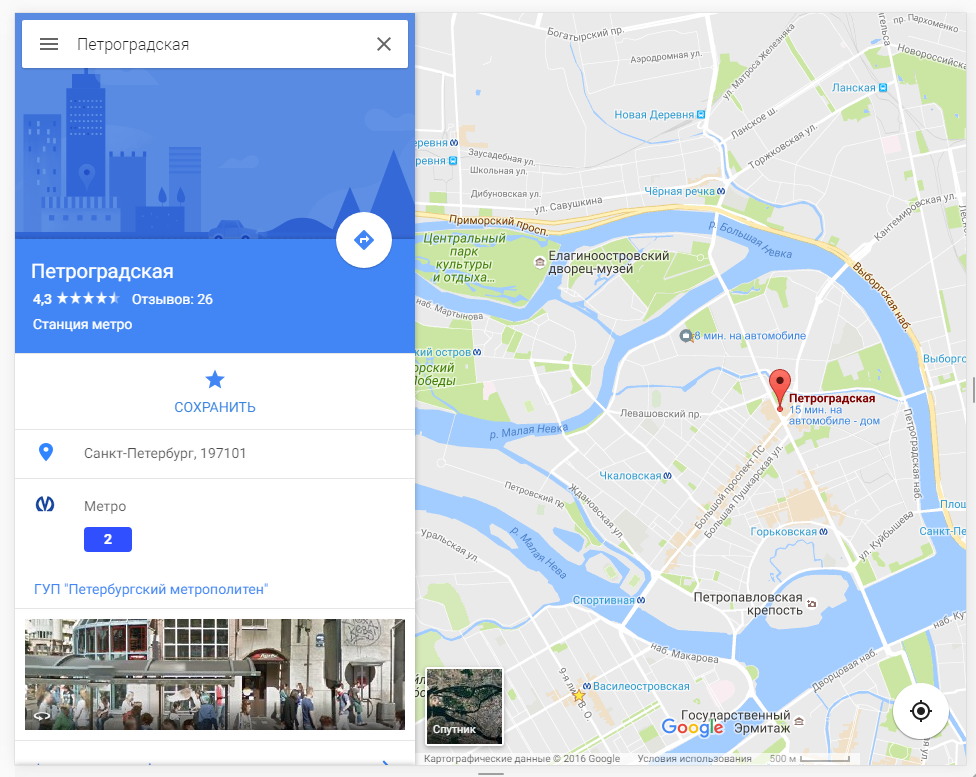 Петроградская
Петроградская
4,3 Отзывов: 26
Станция метро
СОХРАНИТЬ
Санкт-Петербург, 197101
Метро
2
ГУП "Петербургский метрополитен"
Богатырский пр.
пр. Пархоменко
Аэродромная ул.
ул. Матроса Железняка
Новороссийская
Ланская
Новая Деревня
Ланское ш.
Торжковская ул.
Заусадебная ул.
Школьная ул.
Дибуновская ул.
ул. Савушкина
Чёрная речка
Кантемировская ул.
Приморский просп.
р. Большая Невка
Центральный
парк
культуры
и отдыха...
Елагиноостровский
дворец-музей
Выборгская наб.
наб. Мартынова
8 мин. на автомобиле
Петроградская
15 мин. на
автомобиле - дом
Левашовский пр.
р. Малая Невка
Петроградская наб.
Чкаловская
Большой проспект ПС
Большая Пушкарская ул.
Петровский пр.
Ждановская ул.
Горьковская
ул. Куйбышева
Уральская ул.
р. Малая Нева
Спортивная
Петропавловская
крепость
наб. Макарова
Дворцовая наб.
9-я лин. В. О.
Василеостровская
Государственный
Эрмитаж
Google
Спутник
Картографические данные © 2016 Google Условия использования 500 м